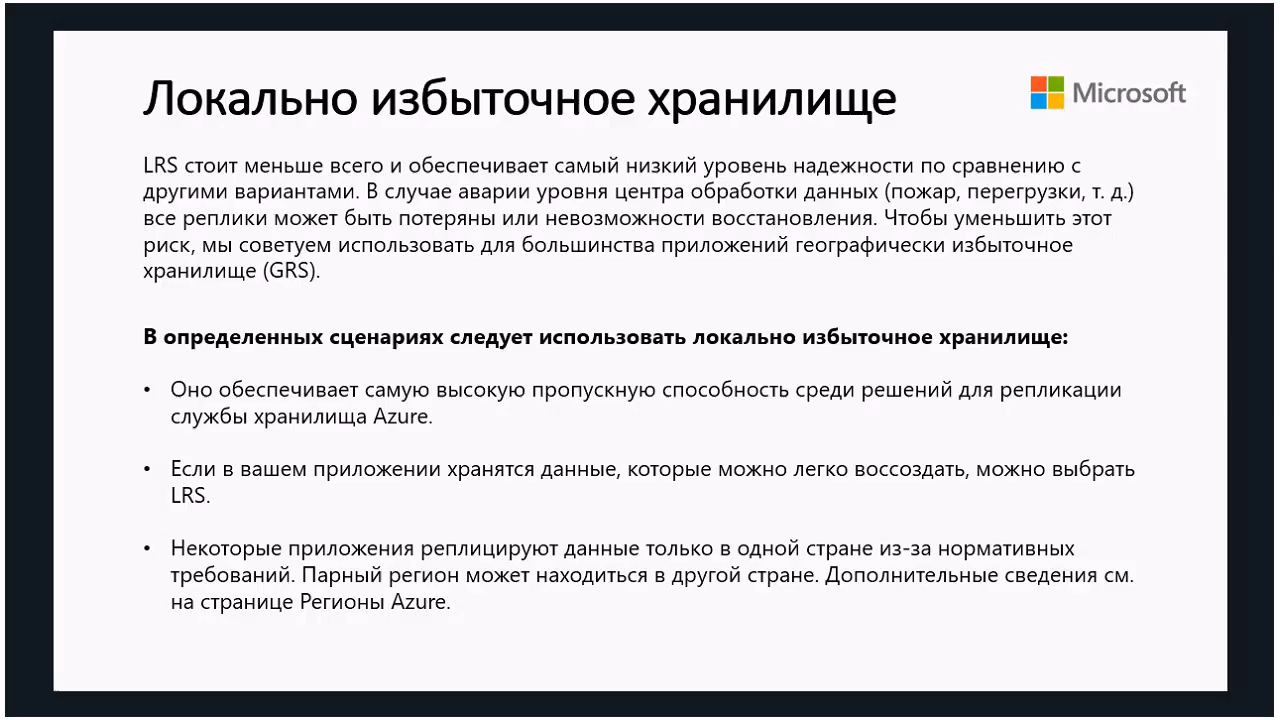 Локально избыточное хранилище
Microsoft
LRS стоит меньше всего и обеспечивает самый низкий уровень надежности по сравнению с
другими вариантами. В случае аварии уровня центра обработки данных (пожар, перегрузки, т. д.)
все реплики может быть потеряны или невозможности восстановления. Чтобы уменьшить этот
риск, мы советуем использовать для большинства приложений географически избыточное
хранилище (GRS).
В определенных сценариях следует использовать локально избыточное хранилище:
• Оно обеспечивает самую высокую пропускную способность среди решений для репликации
службы хранилища Azure.
• Если в вашем приложении хранятся данные, которые можно легко воссоздать, можно выбрать
LRS.
• Некоторые приложения реплицируют данные только в одной стране из-за нормативных
требований. Парный регион может находиться в другой стране. Дополнительные сведения см.
на странице Регионы Azure.